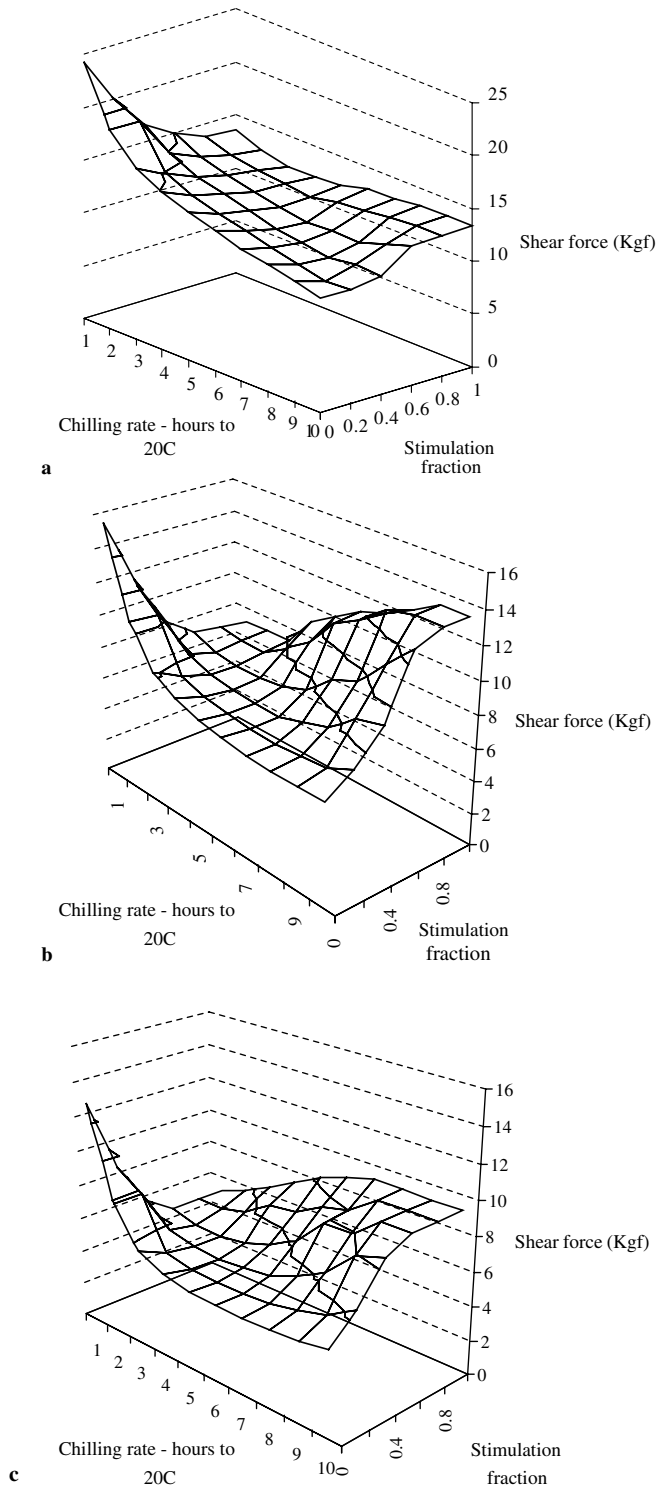 25
20
15
Shear force (Kgf)
10
5
0
1 2 3 4 5 6 7 8 9 10
0 0.2 0.4 0.6 0.8 1
Chilling rate - hours to
20C
Stimulation
fraction
a
16
14
12
10
8
Shear force (Kgf)
6
4
2
0
1 3 5 7 9
0 0.4 0.8
Chilling rate - hours to
20C
Stimulation
fraction
b
16
14
12
10
8
Shear force (Kgf)
6
4
2
0
1 2 3 4 5 6 7 8 9 10
0 0.4 0.8
Chilling rate - hours to
20C
Stimulation
fraction
c